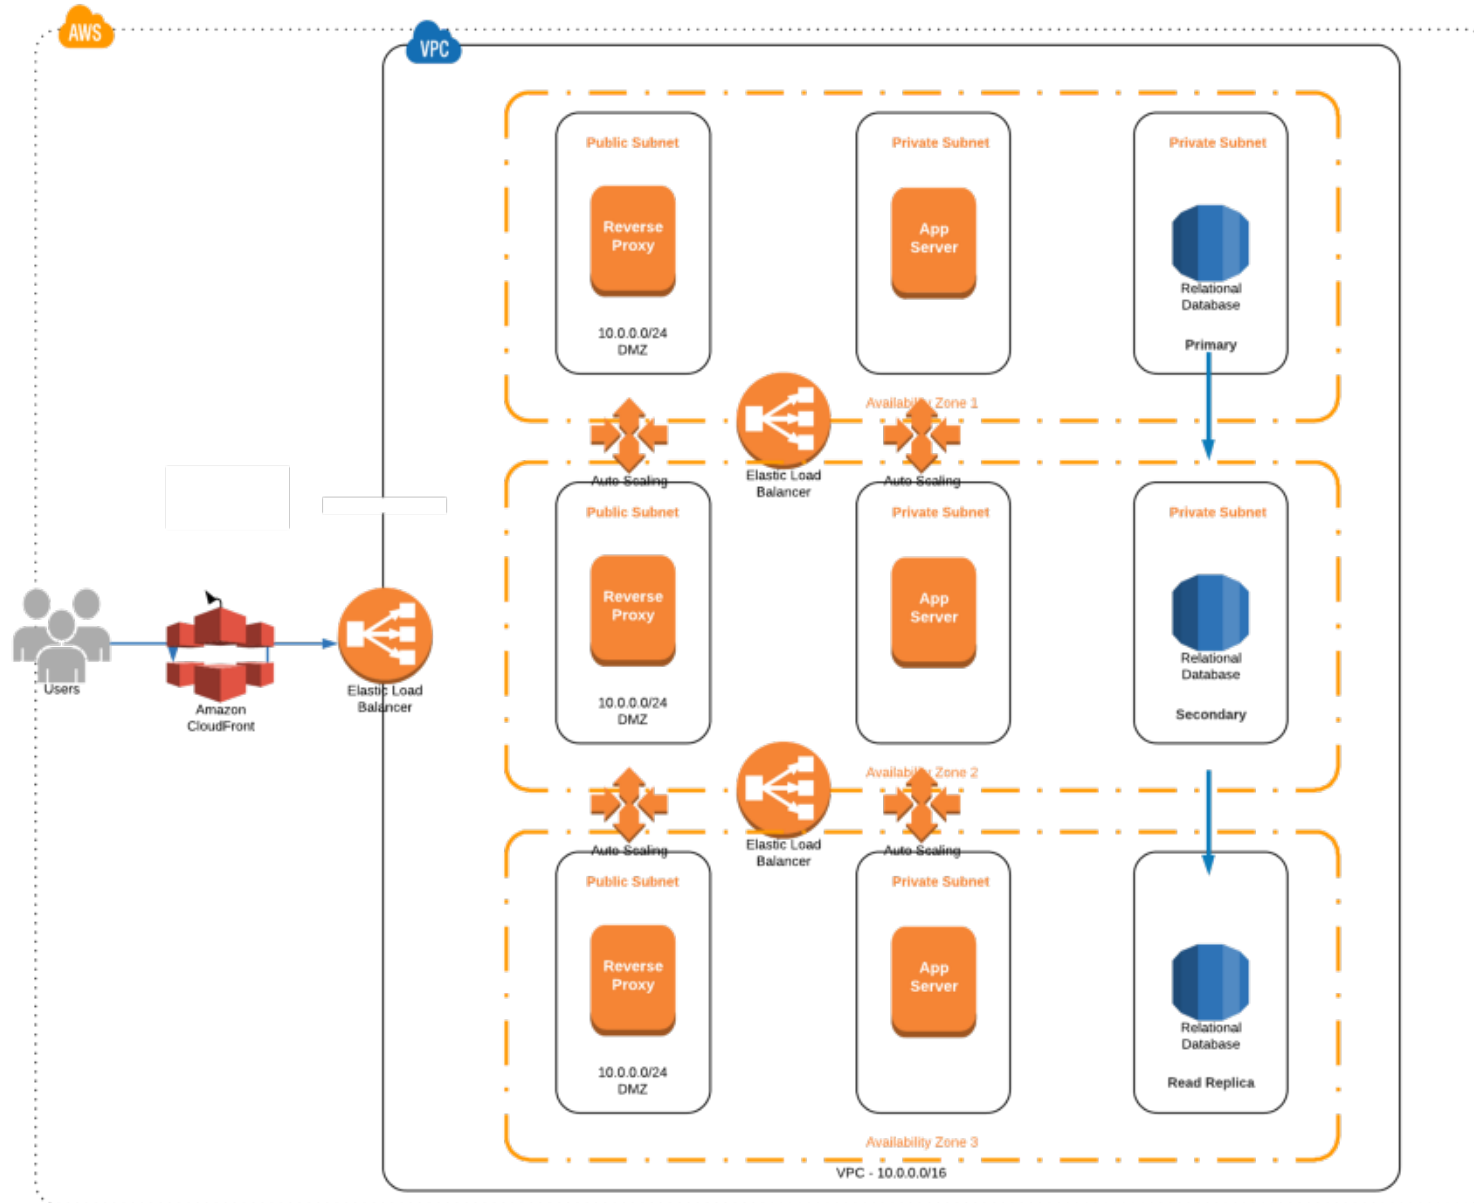 AWS
VPC
Public Subnet
Private Subnet
Private Subnet
Reverse
Proxy
App
Server
Relational
Database
10.0.0.0/24
DMZ
Primary
Availability Zone 1
Auto Scaling
Elastic Load
Balancer
Auto Scaling
Public Subnet
Private Subnet
Private Subnet
Reverse
Proxy
App
Server
Relational
Database
Users
Amazon
CloudFront
Elastic Load
Balancer
10.0.0.0/24
DMZ
Secondary
Availability Zone 2
Auto Scaling
Elastic Load
Balancer
Auto Scaling
Public Subnet
Private Subnet
Reverse
Proxy
App
Server
Relational
Database
10.0.0.0/24
DMZ
Read Replica
Availability Zone 3
VPC - 10.0.0.0/16